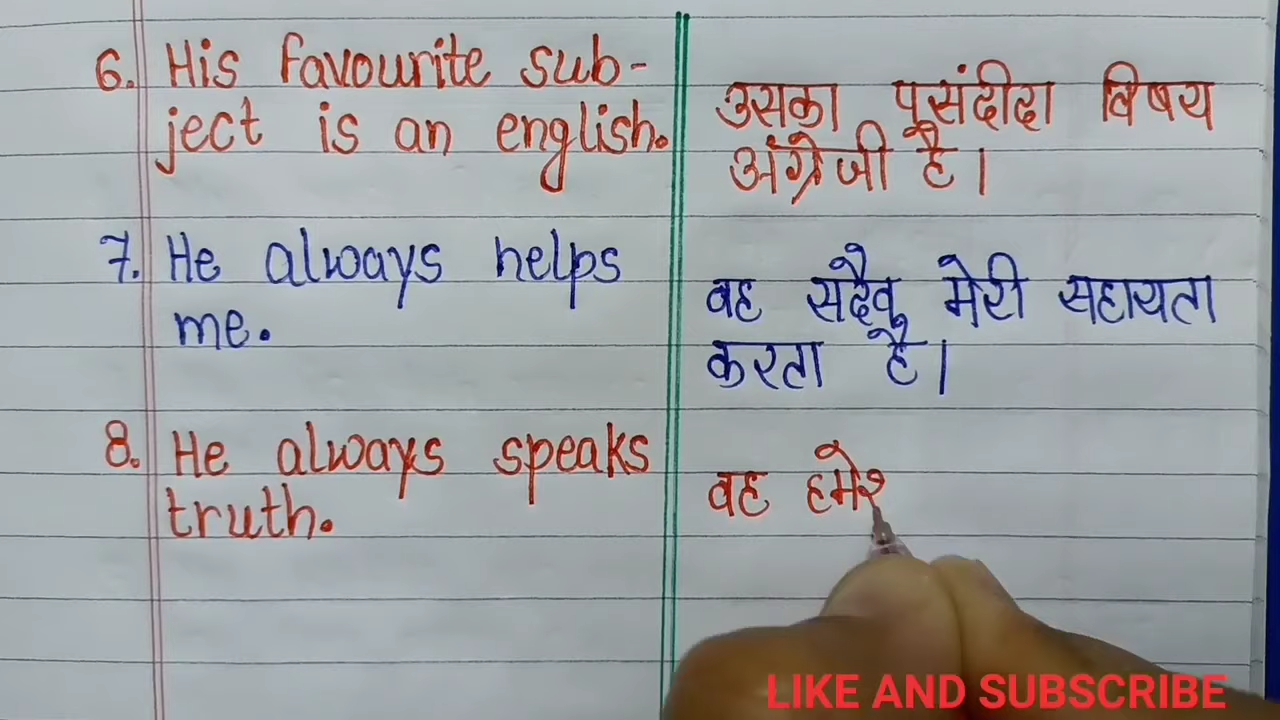 6. His favourite sub-
ject is an english.
उसका पसंदीदा विषय
अंग्रेजी है।
7. He always helps
me.
वह सदैव मेरी सहायता
करता है।
8. He always speaks
truth.
वह
LIKE AND SUBSCRIBE